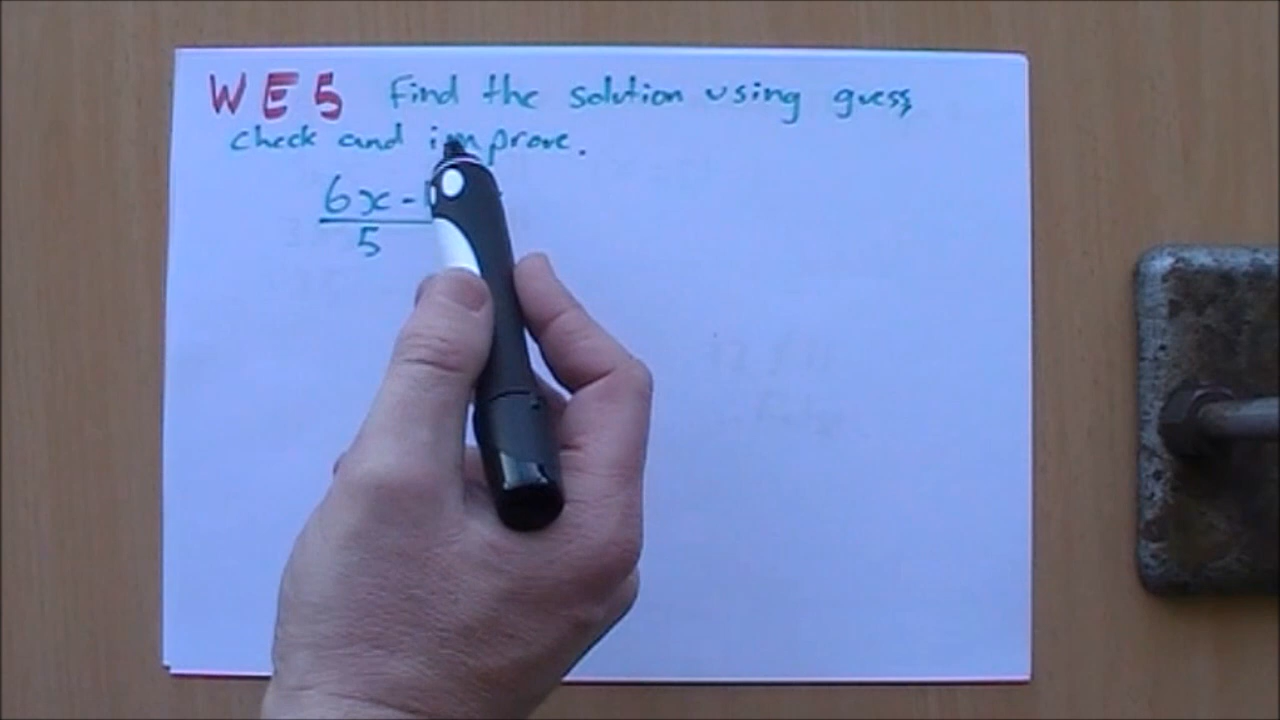 WE5 Find the solution using guess,
check and improve.
6x -
5